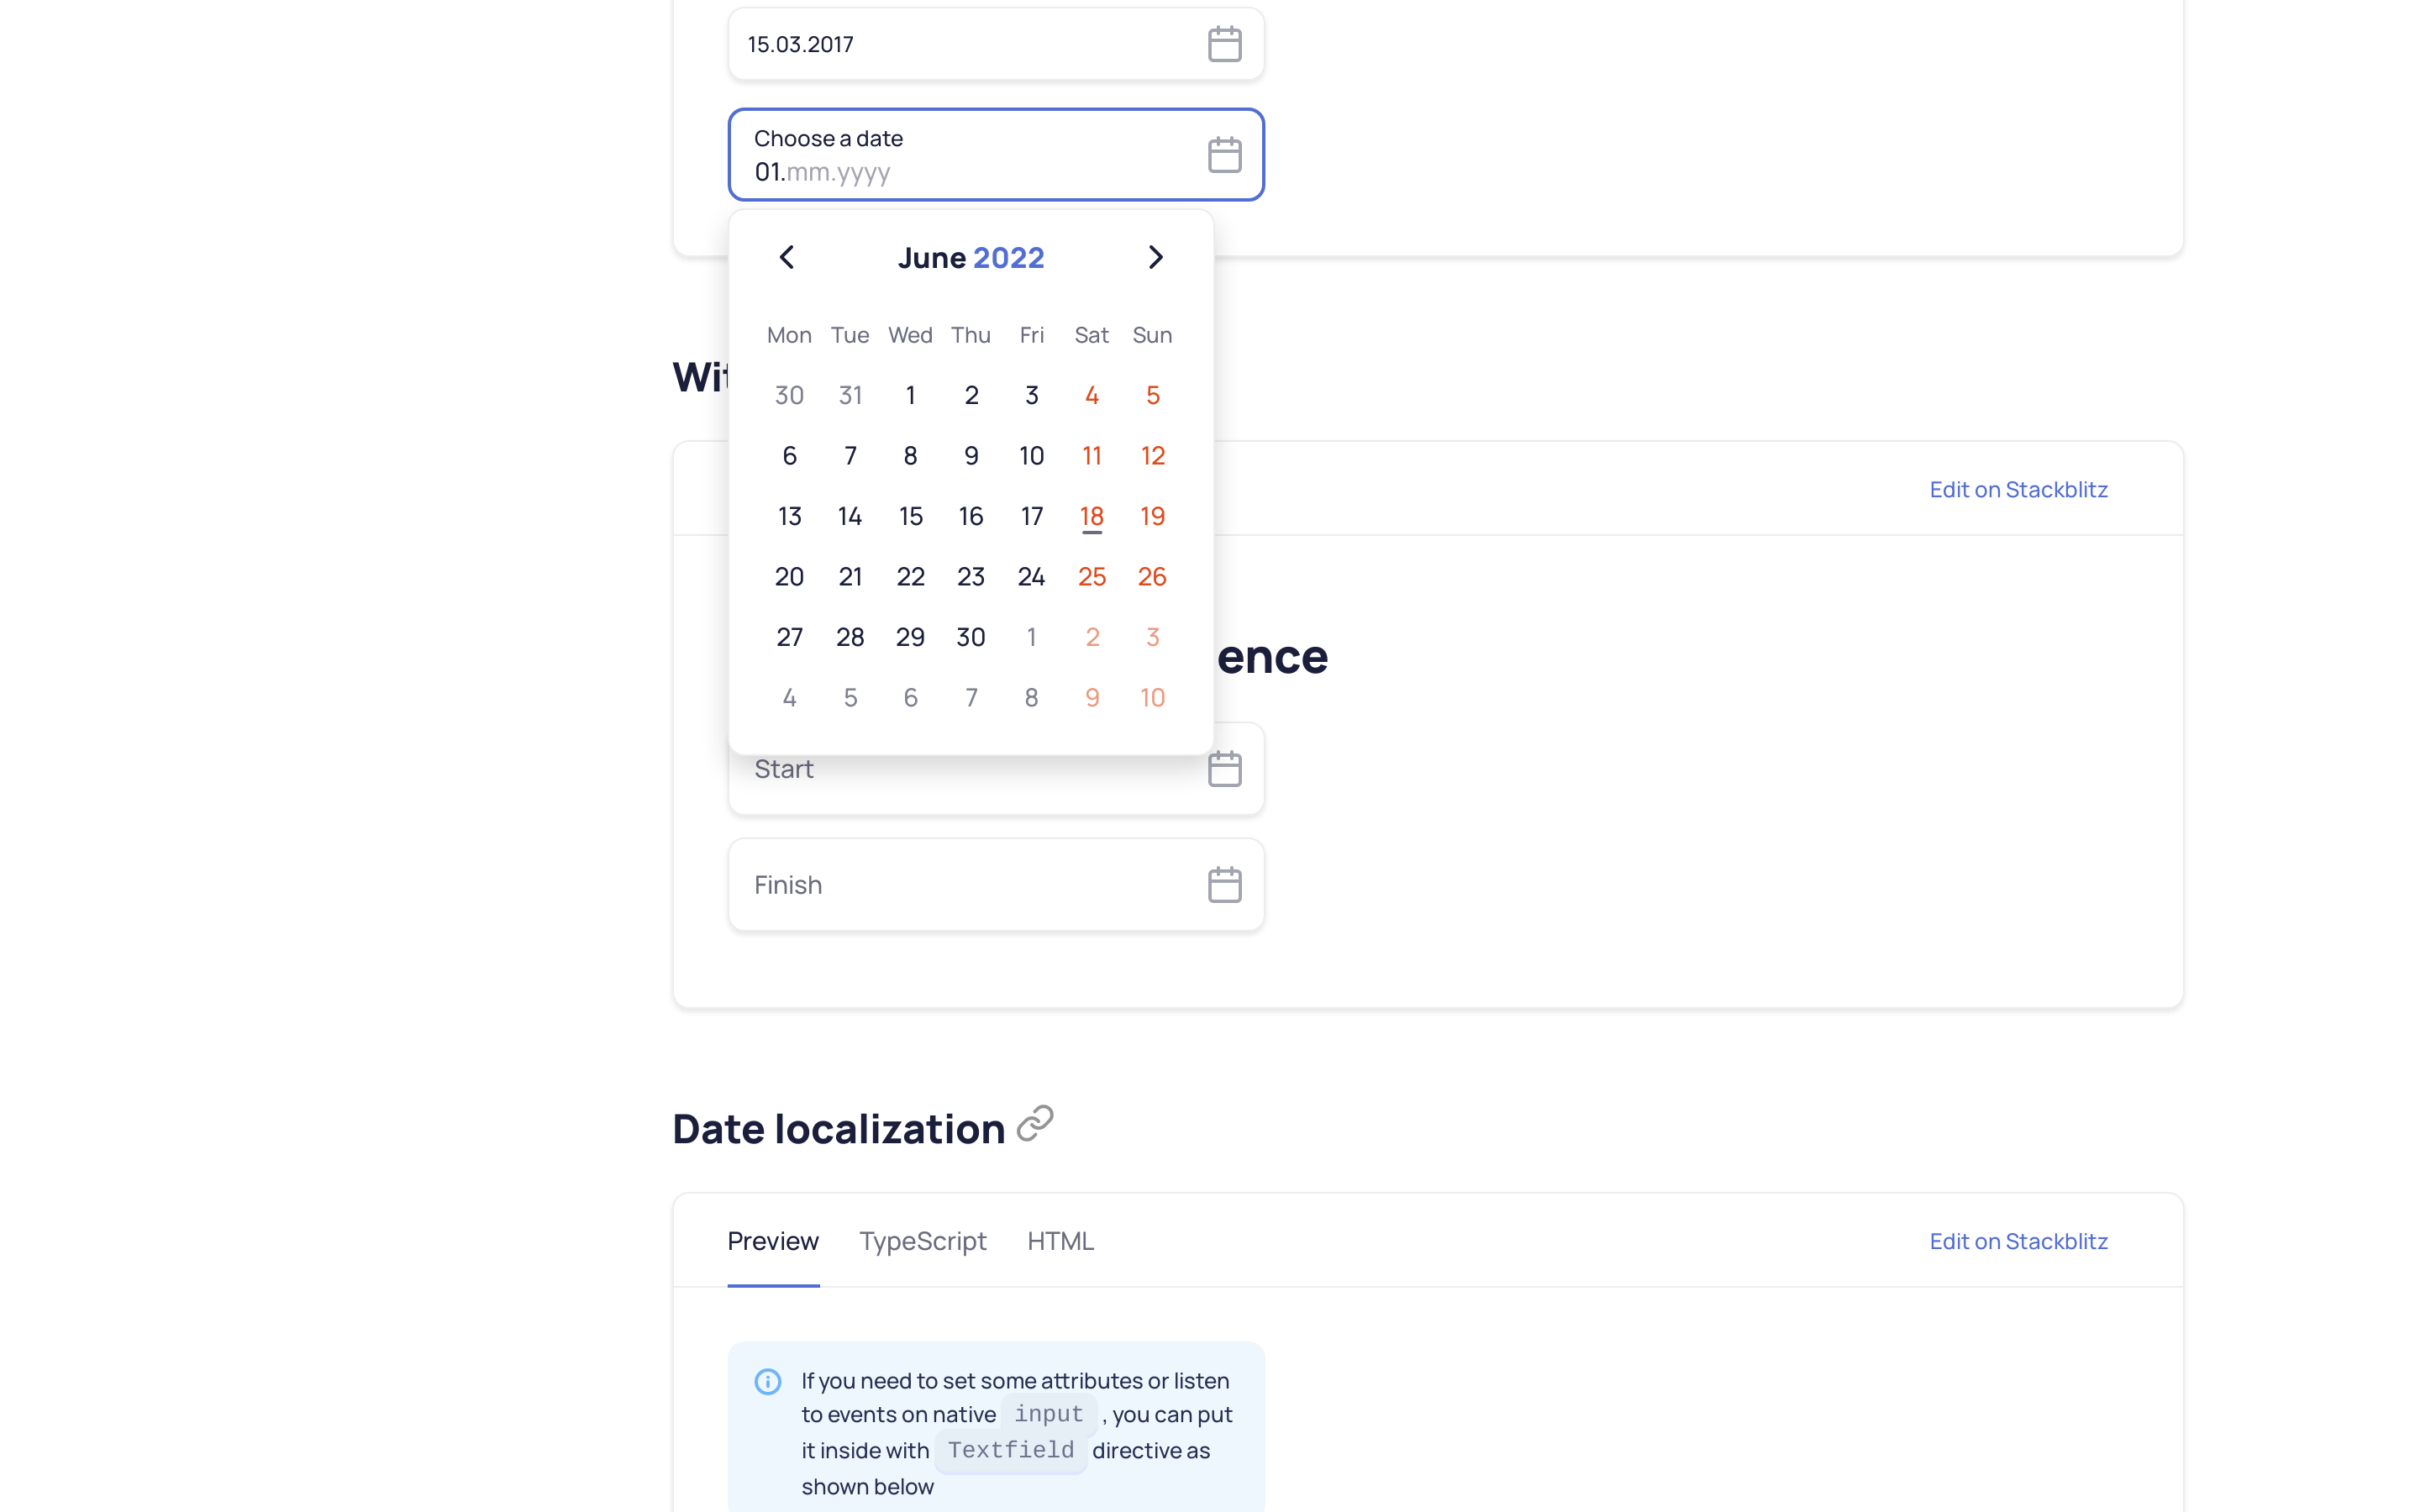 15.03.2017
Choose a date
01.mm.yyyy
June 2022
Mon Tue Wed Thu Fri Sat Sun
30 31 1 2 3 4 5
6 7 8 9 10 11 12
13 14 15 16 17 18 19
20 21 22 23 24 25 26
27 28 29 30 1 2 3
4 5 6 7 8 9 10
Edit on Stackblitz
Start
Finish
Date localization
Preview TypeScript HTML Edit on Stackblitz
If you need to set some attributes or listen
to events on native input , you can put
it inside with Textfield directive as
shown below